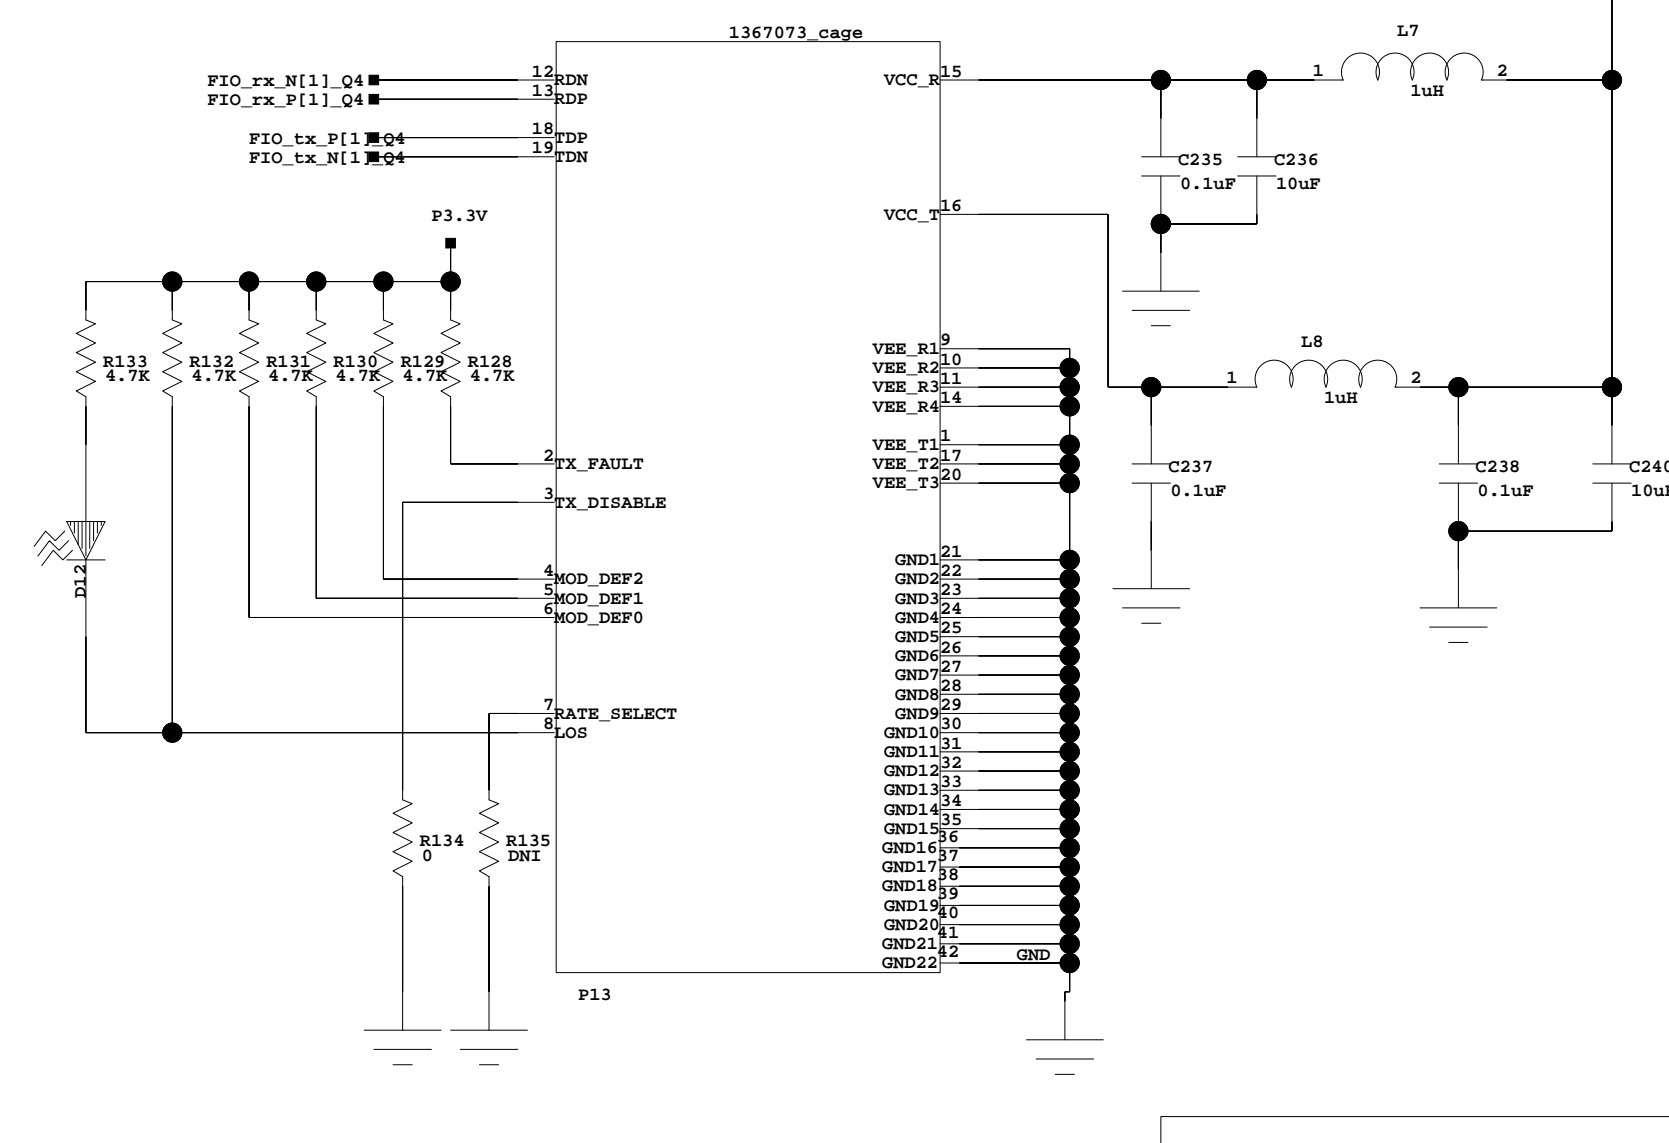 1367073_cage
L7
1 2
1uH
FIO_rx_N[1]_Q4 12 RDN
FIO_rx_P[1]_Q4 13 RDP
FIO_tx_P[1]_Q4 18 TDP
FIO_tx_N[1]_Q4 19 TDN
VCC_R 15
C235 C236
0.1uF 10uF
P3.3V
VCC_T 16
R133 R132 R131 R130 R129 R128
4.7K 4.7K 4.7K 4.7K 4.7K 4.7K
VEE_R1 9
VEE_R2 10
VEE_R3 11
VEE_R4 14
L8
1 2
1uH
VEE_T1 1
VEE_T2 17
VEE_T3 20
2 TX_FAULT
3 TX_DISABLE
C237 C238 C240
0.1uF 0.1uF 10uF
D12
4 MOD_DEF2
5 MOD_DEF1
6 MOD_DEF0
7 RATE_SELECT
8 LOS
GND1 21
GND2 22
GND3 23
GND4 24
GND5 25
GND6 26
GND7 27
GND8 28
GND9 29
GND10 30
GND11 31
GND12 32
GND13 33
GND14 34
GND15 35
GND16 36
GND17 37
GND18 38
GND19 39
GND20 40
GND21 41
GND22 42 GND
R134 R135
0 DNI
P13